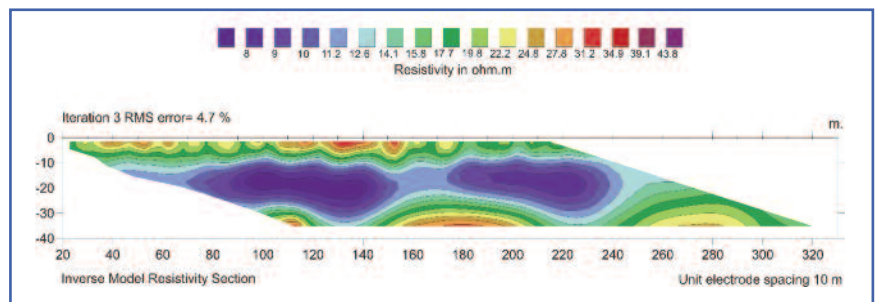 8 9 10 11.2 12.6 14.1 15.8 17.7 19.8 22.2 24.8 27.8 31.2 34.9 39.1 43.8
Resistivity in ohm.m
Iteration 3 RMS error= 4.7 %
m.
0
-10
-20
-30
-40
20 40 60 80 100 120 140 160 180 200 220 240 260 280 300 320
Inverse Model Resistivity Section
Unit electrode spacing 10 m